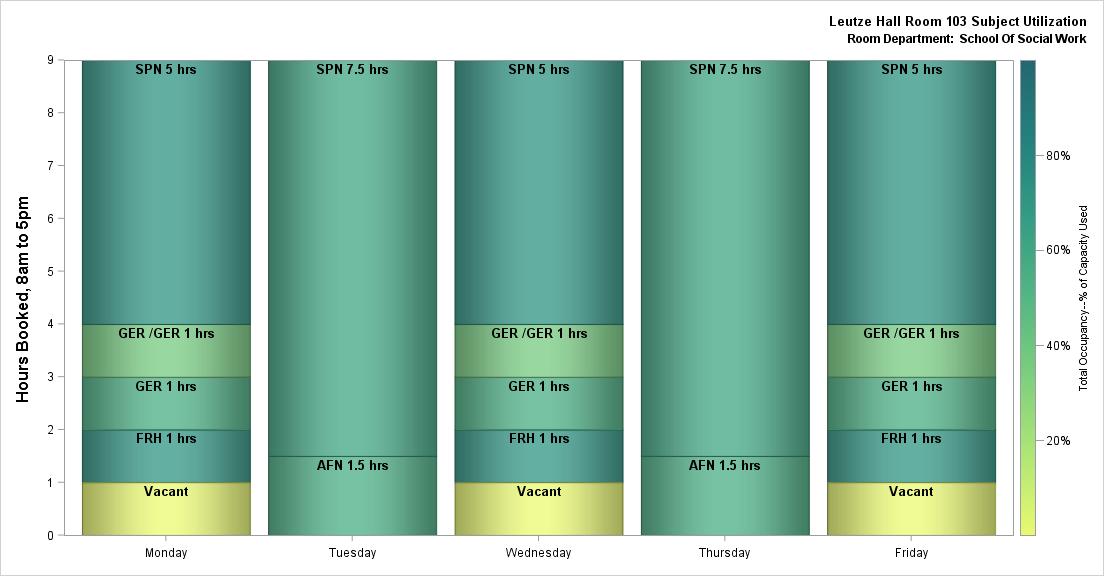 Leutze Hall Room 103 Subject Utilization
Room Department: School Of Social Work
Hours Booked, 8am to 5pm
9
8
7
6
5
4
3
2
1
0
SPN 5 hrs
GER /GER 1 hrs
GER 1 hrs
FRH 1 hrs
Vacant
Monday
SPN 7.5 hrs
AFN 1.5 hrs
Tuesday
SPN 5 hrs
GER /GER 1 hrs
GER 1 hrs
FRH 1 hrs
Vacant
Wednesday
SPN 7.5 hrs
AFN 1.5 hrs
Thursday
SPN 5 hrs
GER /GER 1 hrs
GER 1 hrs
FRH 1 hrs
Vacant
Friday
80%
60%
40%
20%
Total Occupancy--% of Capacity Used